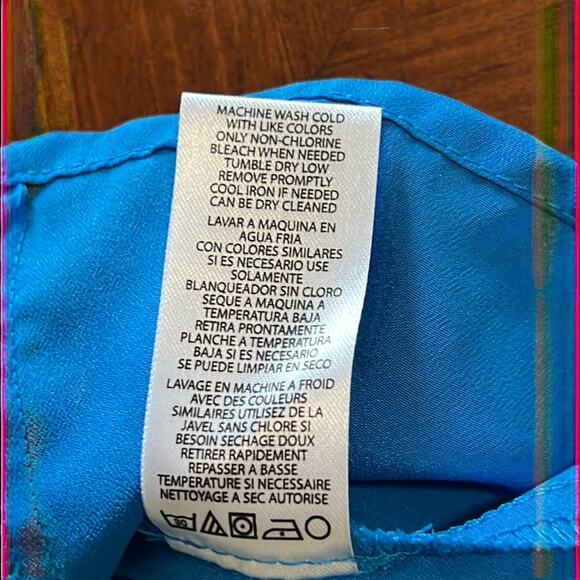 MACHINE WASH COLD
WITH LIKE COLORS
ONLY NON-CHLORINE
BLEACH WHEN NEEDED
TUMBLE DRY LOW
REMOVE PROMPTLY
COOL IRON IF NEEDED
CAN BE DRY CLEANED
LAVAR A MAQUINA EN
AGUA FRIA
CON COLORES SIMILARES
SI ES NECESARIO USE
SOLAMENTE
BLANQUEADOR SIN CLORO
SEQUE A MAQUINA A
TEMPERATURA BAJA
RETIRA PRONTAMENTE
PLANCHE A TEMPERATURA
BAJA SI ES NECESARIO
SE PUEDE LIMPIAR EN SECO
LAVAGE EN MACHINE A FROID
AVEC DES COULEURS
SIMILAIRES UTILISEZ DE LA
JAVEL SANS CHLORE SI
BESOIN SECHAGE DOUX
RETIRER RAPIDEMENT
REPASSER A BASSE
TEMPERATURE SI NECESSAIRE
NETTOYAGE A SEC AUTORISE